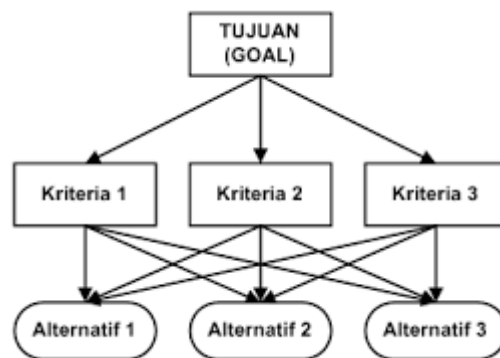 TUJUAN
(GOAL)
Kriteria 1
Kriteria 2
Kriteria 3
Alternatif 1
Alternatif 2
Alternatif 3